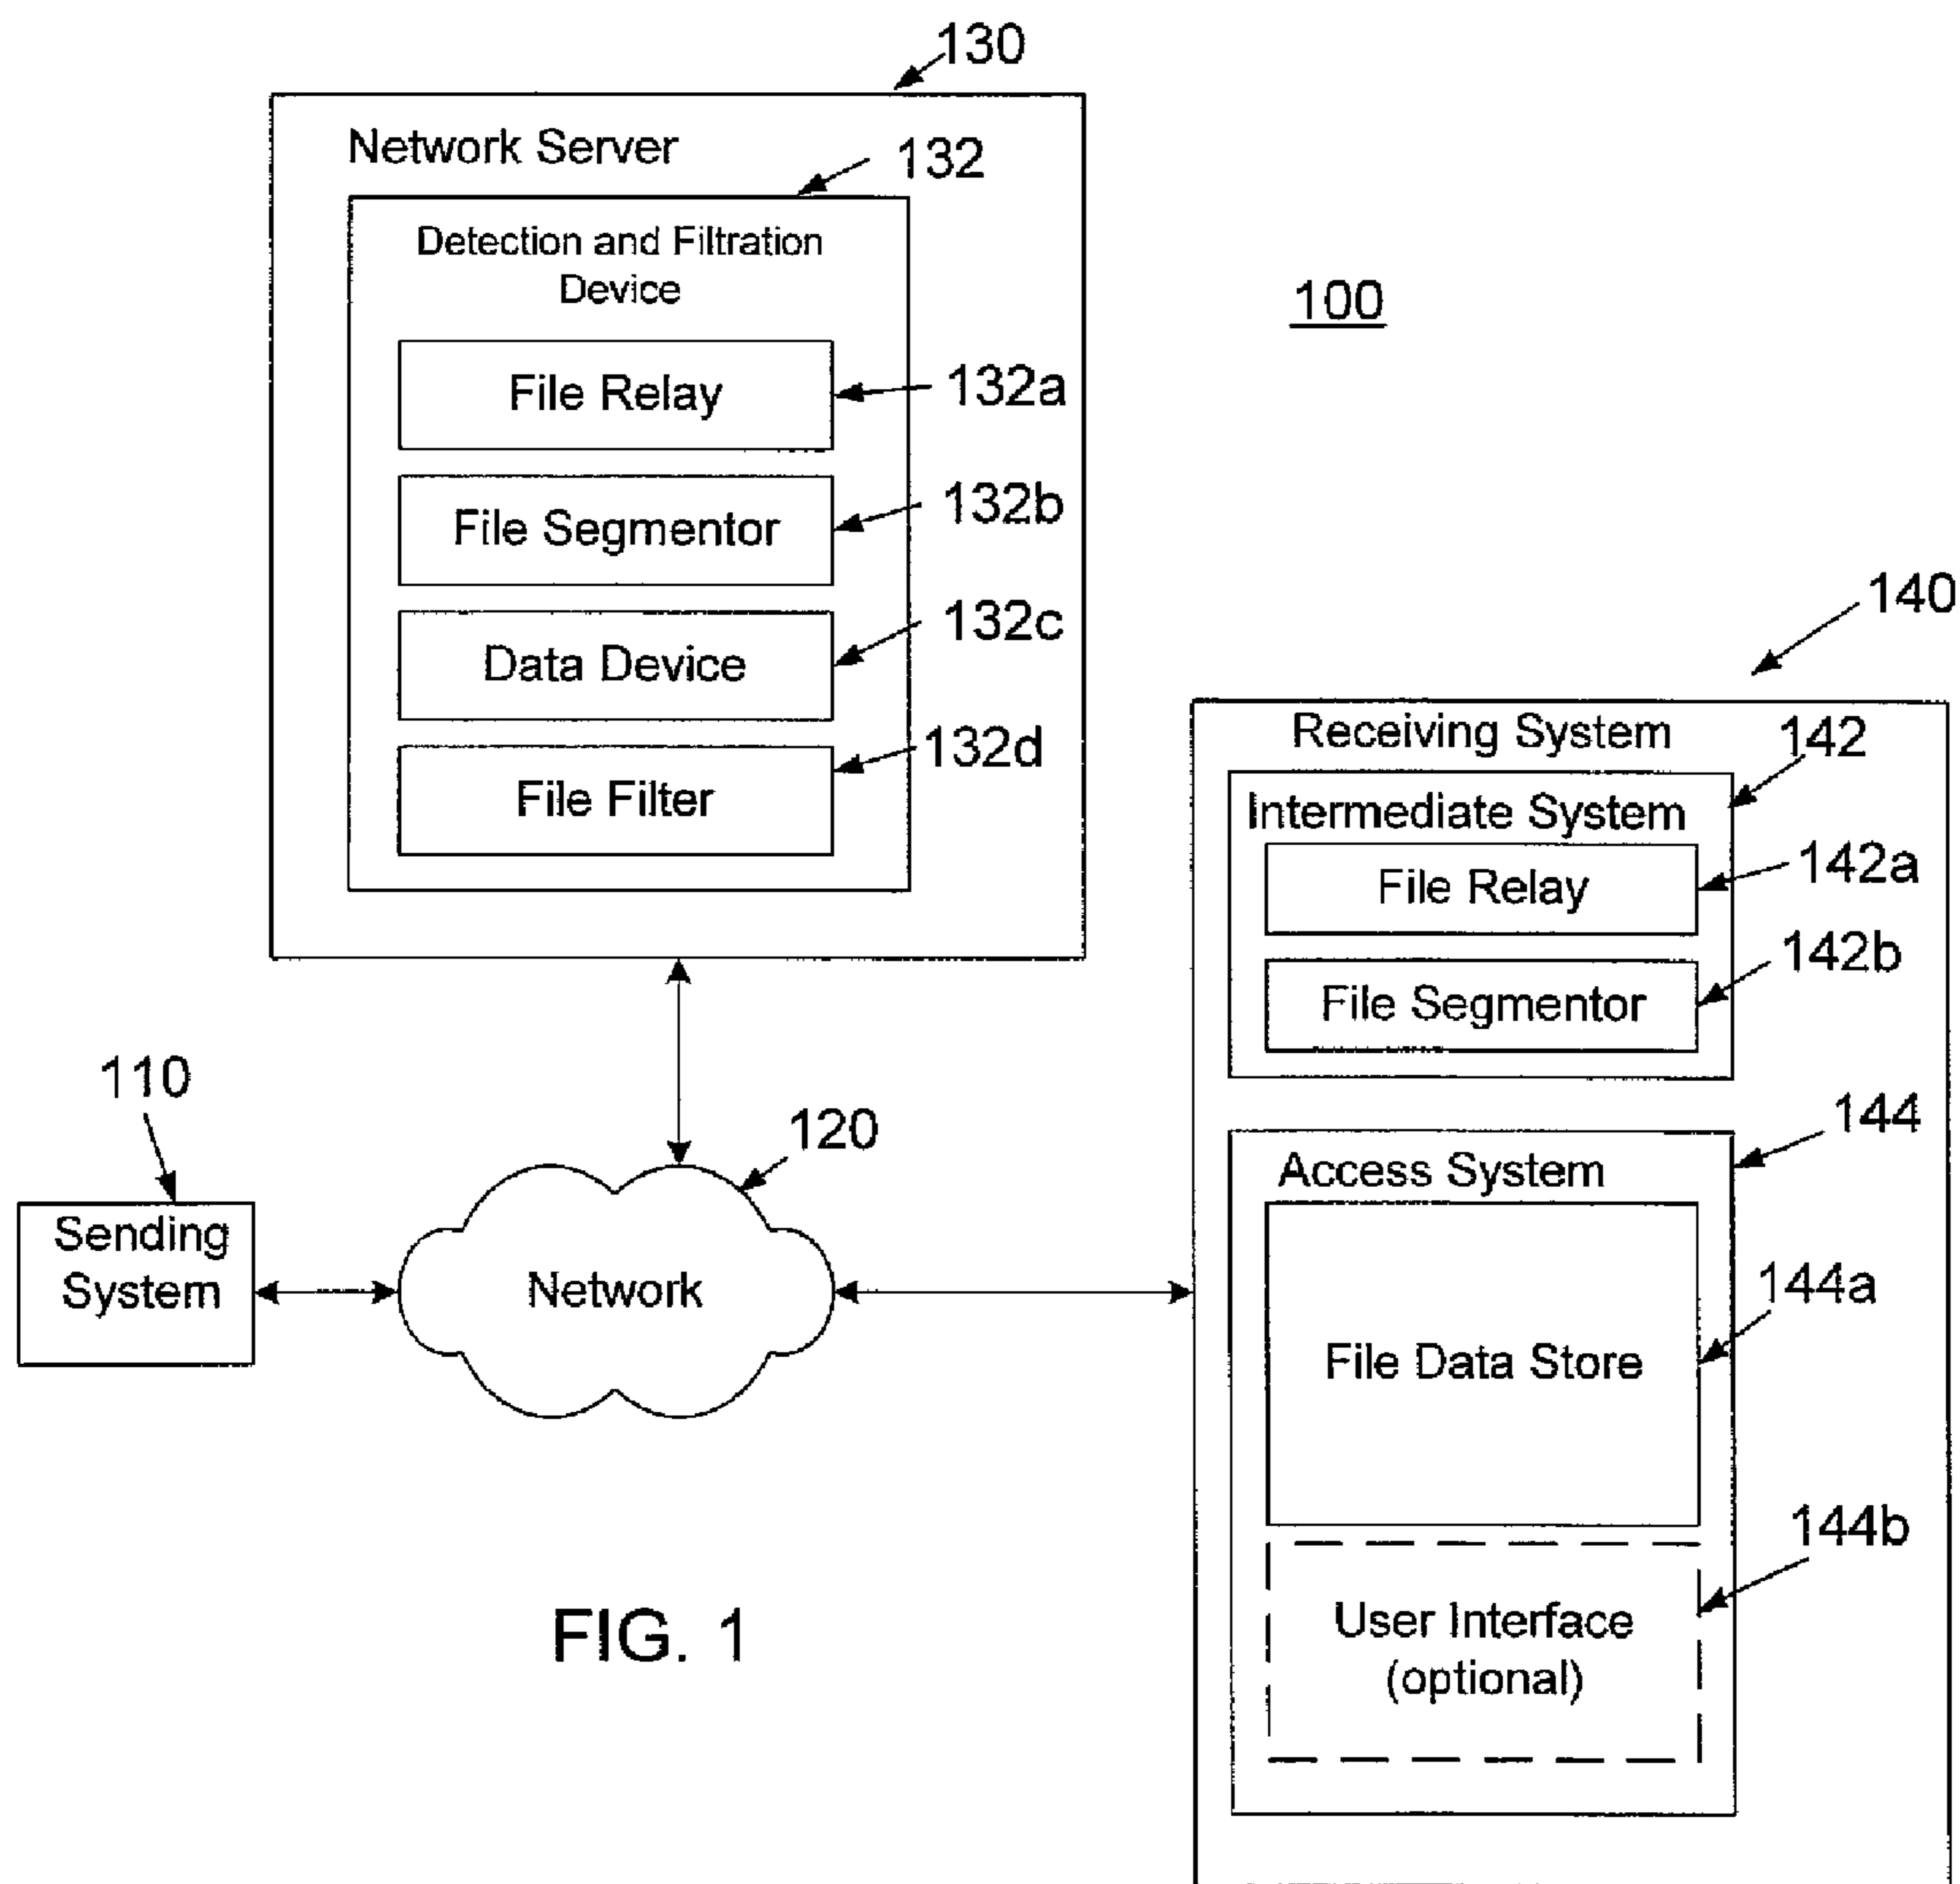 130
Network Server
132
Detection and Filtration
Device
100
File Relay
132a
File Segmentor
132b
Data Device
132c
File Filter
132d
140
Receiving System
142
Intermediate System
File Relay
142a
File Segmentor
142b
110
Sending
System
120
Network
144
Access System
File Data Store
144a
User Interface
(optional)
144b
FIG. 1